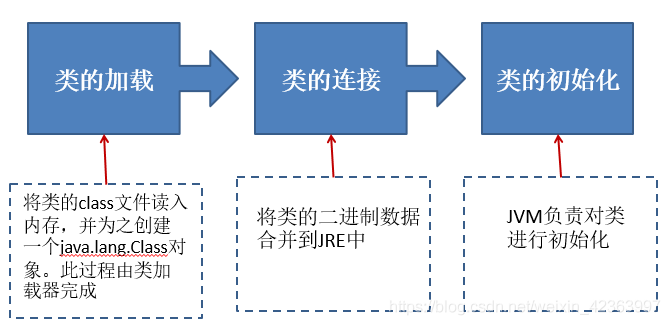 类的加载
类的连接
类的初始化
将类的class文件读入
内存，并为之创建
一个java.lang.Class对
象。此过程由类加
载器完成
将类的二进制数据
合并到JRE中
JVM负责对类
进行初始化
https://blog.csdn.net/weixin_42363997